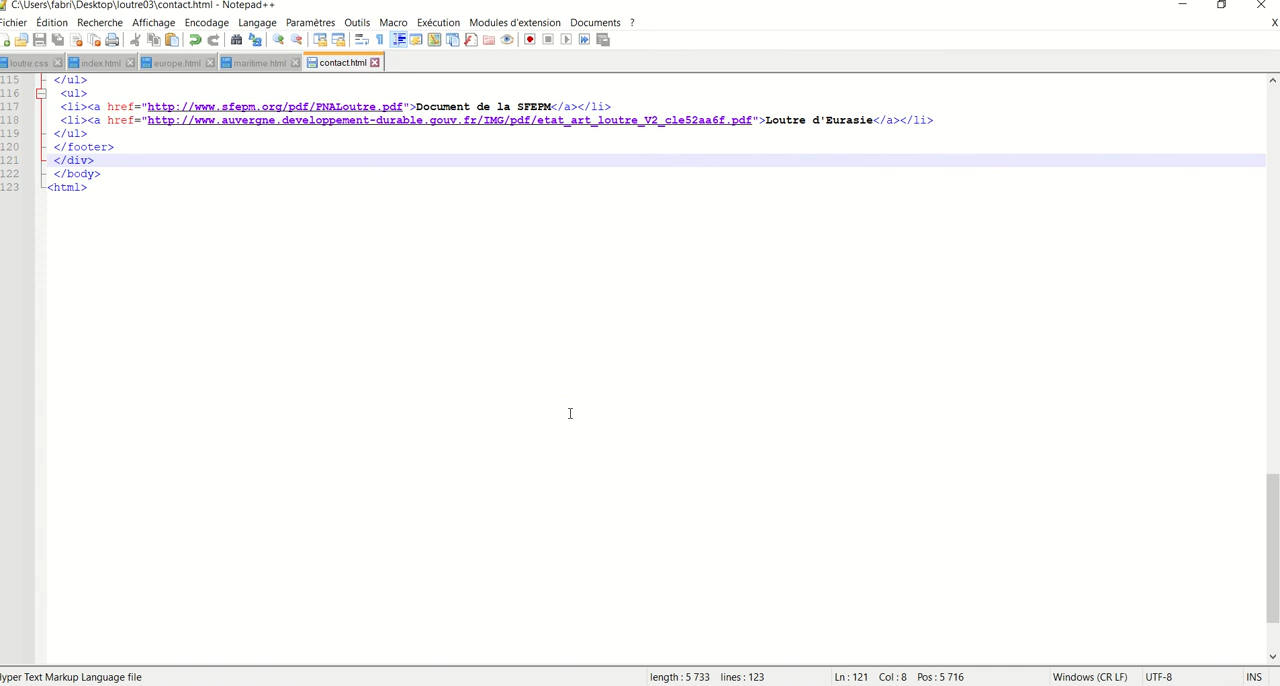 C:\Users\fabri\Desktop\loutre03\contact.html - Notepad++
ichier Édition Recherche Affichage Encodage Langage Paramètres Outils Macro Exécution Modules d'extension Documents ? X
loutre.css index.html europe.html maritime.html contact.html
115 </ul>
116 <ul>
117 <li><a href="http://www.sfepm.org/pdf/PNALoutre.pdf">Document de la SFEPM</a></li>
118 <li><a href="http://www.auvergne.developpement-durable.gouv.fr/IMG/pdf/etat_art_loutre_V2_cle52aa6f.pdf">Loutre d'Eurasie</a></li>
119 </ul>
120 </footer>
121 </div>
122 </body>
123 <html>
yper Text Markup Language file length : 5 733 lines : 123 Ln : 121 Col : 8 Pos : 5 716 Windows (CR LF) UTF-8 INS